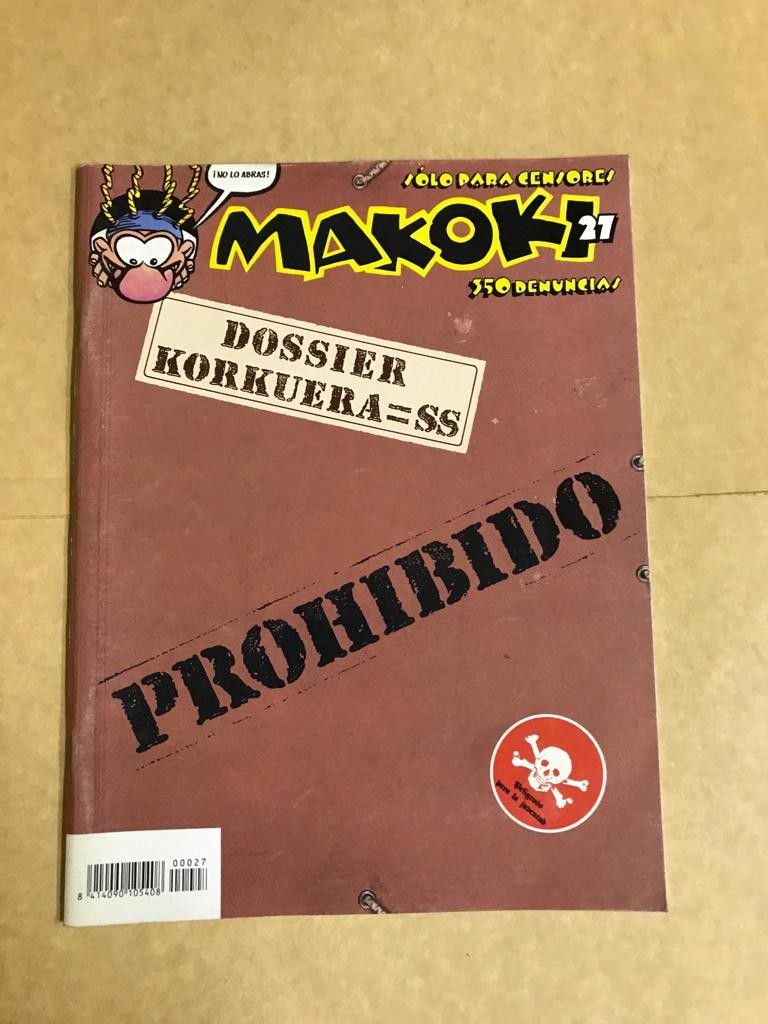 ¡NO LO ABRAS!
SÓLO PARA CENSORES
MAKOKI 27
350 DENUNCIAS
DOSSIER
KORKUERA=SS
PROHIBIDO
Peligroso
para la juventud
00027
8 414090 105408